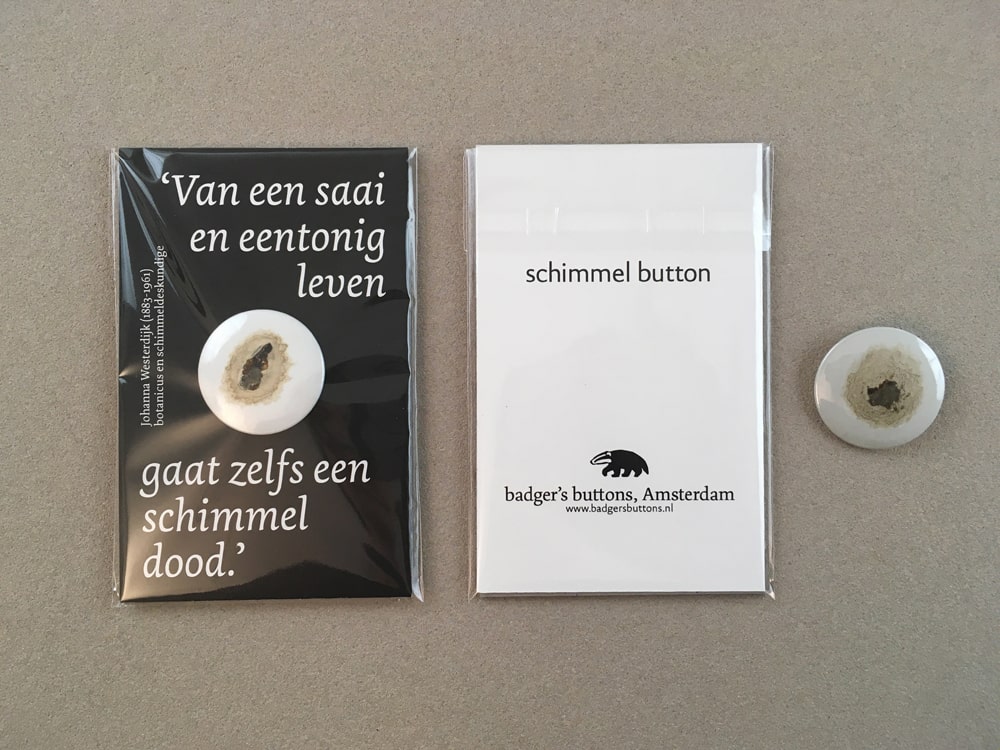 ‘Van een saai
en eentonig
leven
Johanna Westerdijk (1883-1961)
botanicus en schimmeldeskundige
gaat zelfs een
schimmel
dood.’
schimmel button
badger’s buttons, Amsterdam
www.badgersbuttons.nl